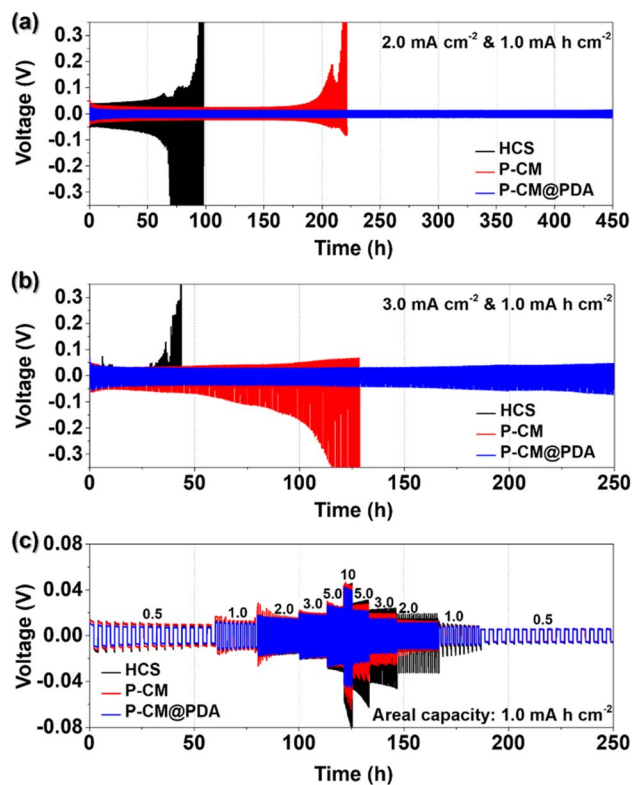 (a)
2.0 mA cm-2 & 1.0 mA h cm-2
Voltage (V)
0.3
0.2
0.1
0.0
-0.1
-0.2
-0.3
HCS
P-CM
P-CM@PDA
0 50 100 150 200 250 300 350 400 450
Time (h)
(b)
3.0 mA cm-2 & 1.0 mA h cm-2
Voltage (V)
0.3
0.2
0.1
0.0
-0.1
-0.2
-0.3
HCS
P-CM
P-CM@PDA
0 50 100 150 200 250
Time (h)
(c)
Voltage (V)
0.08
0.04
0.00
-0.04
-0.08
0.5 1.0 2.0 3.0 5.0 10 5.0 3.0 2.0 1.0 0.5
HCS
P-CM
P-CM@PDA
Areal capacity: 1.0 mA h cm-2
0 50 100 150 200 250
Time (h)